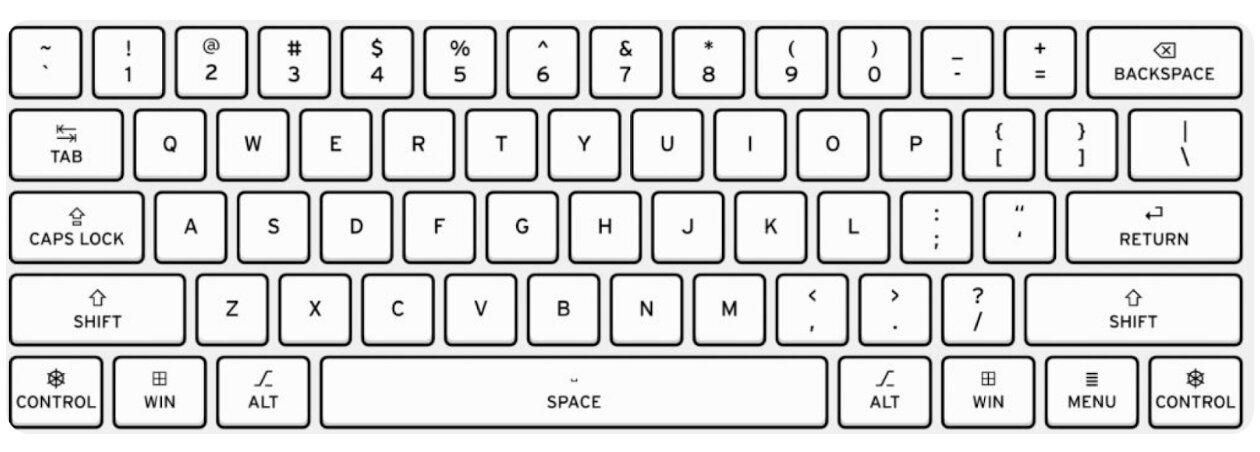 ~ ! @ # $ % ^ & * ( ) _ +
` 1 2 3 4 5 6 7 8 9 0 - = BACKSPACE
TAB Q W E R T Y U I O P { [ } ] | \
CAPS LOCK A S D F G H J K L : ; “ ‘ RETURN
SHIFT Z X C V B N M < , > . ? / SHIFT
CONTROL WIN ALT SPACE ALT WIN MENU CONTROL